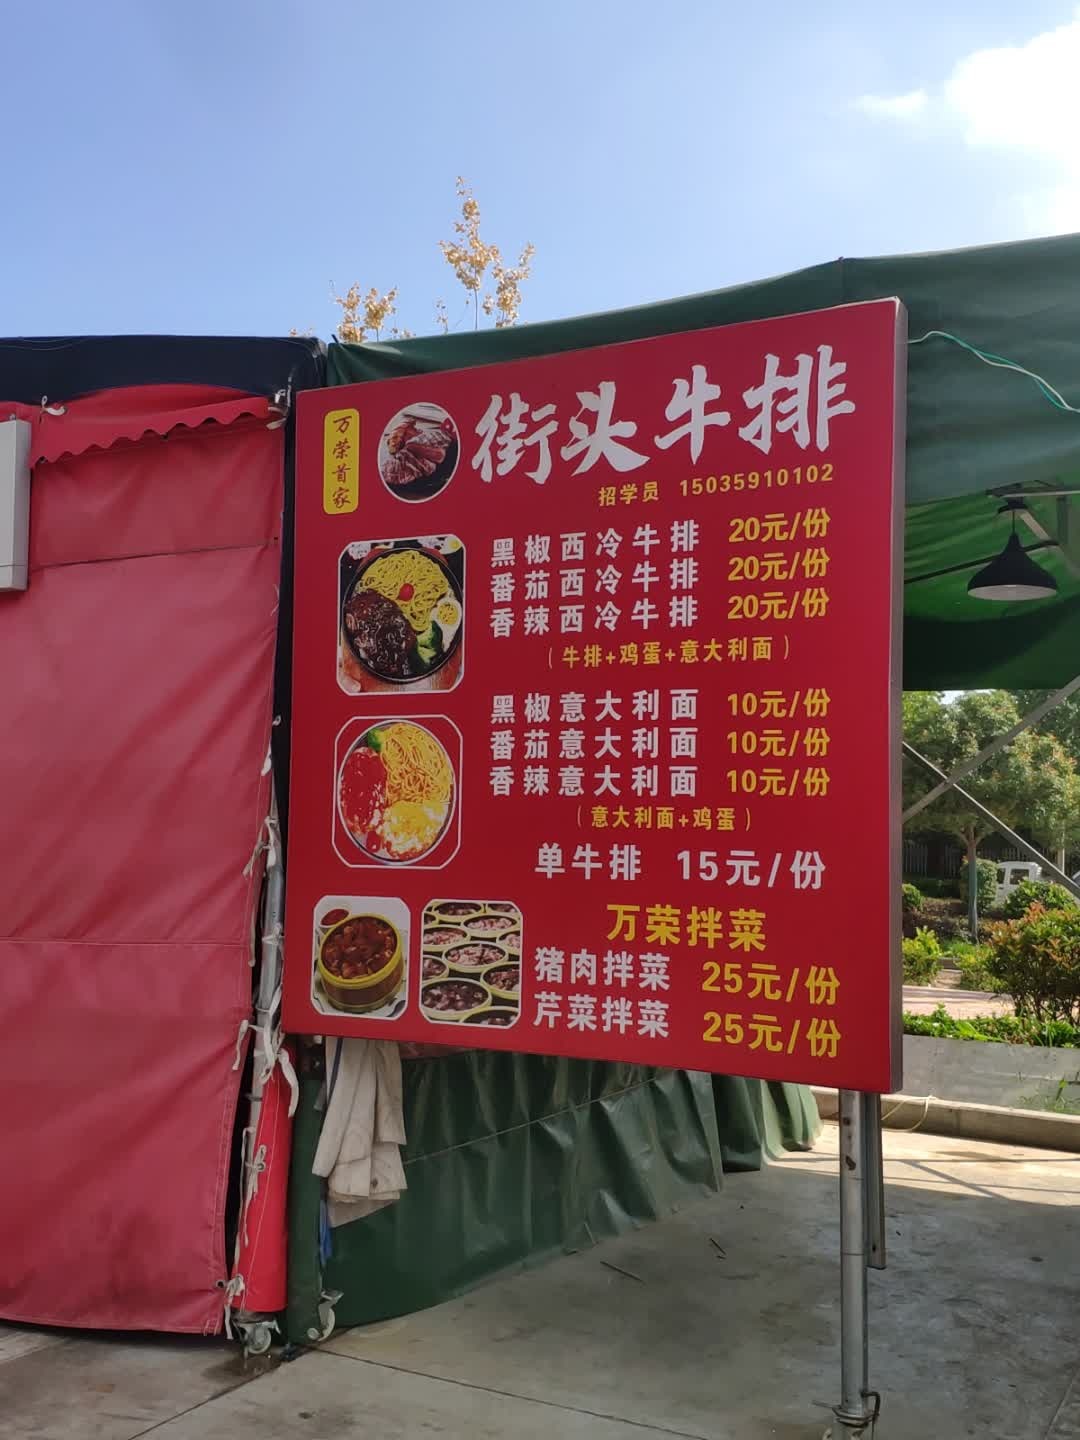 万荣首家
街头牛排
招学员 15035910102
黑椒西冷牛排 20元/份
番茄西冷牛排 20元/份
香辣西冷牛排 20元/份
(牛排+鸡蛋+意大利面)
黑椒意大利面 10元/份
番茄意大利面 10元/份
香辣意大利面 10元/份
(意大利面+鸡蛋)
单牛排 15元/份
万荣拌菜
猪肉拌菜 25元/份
芹菜拌菜 25元/份